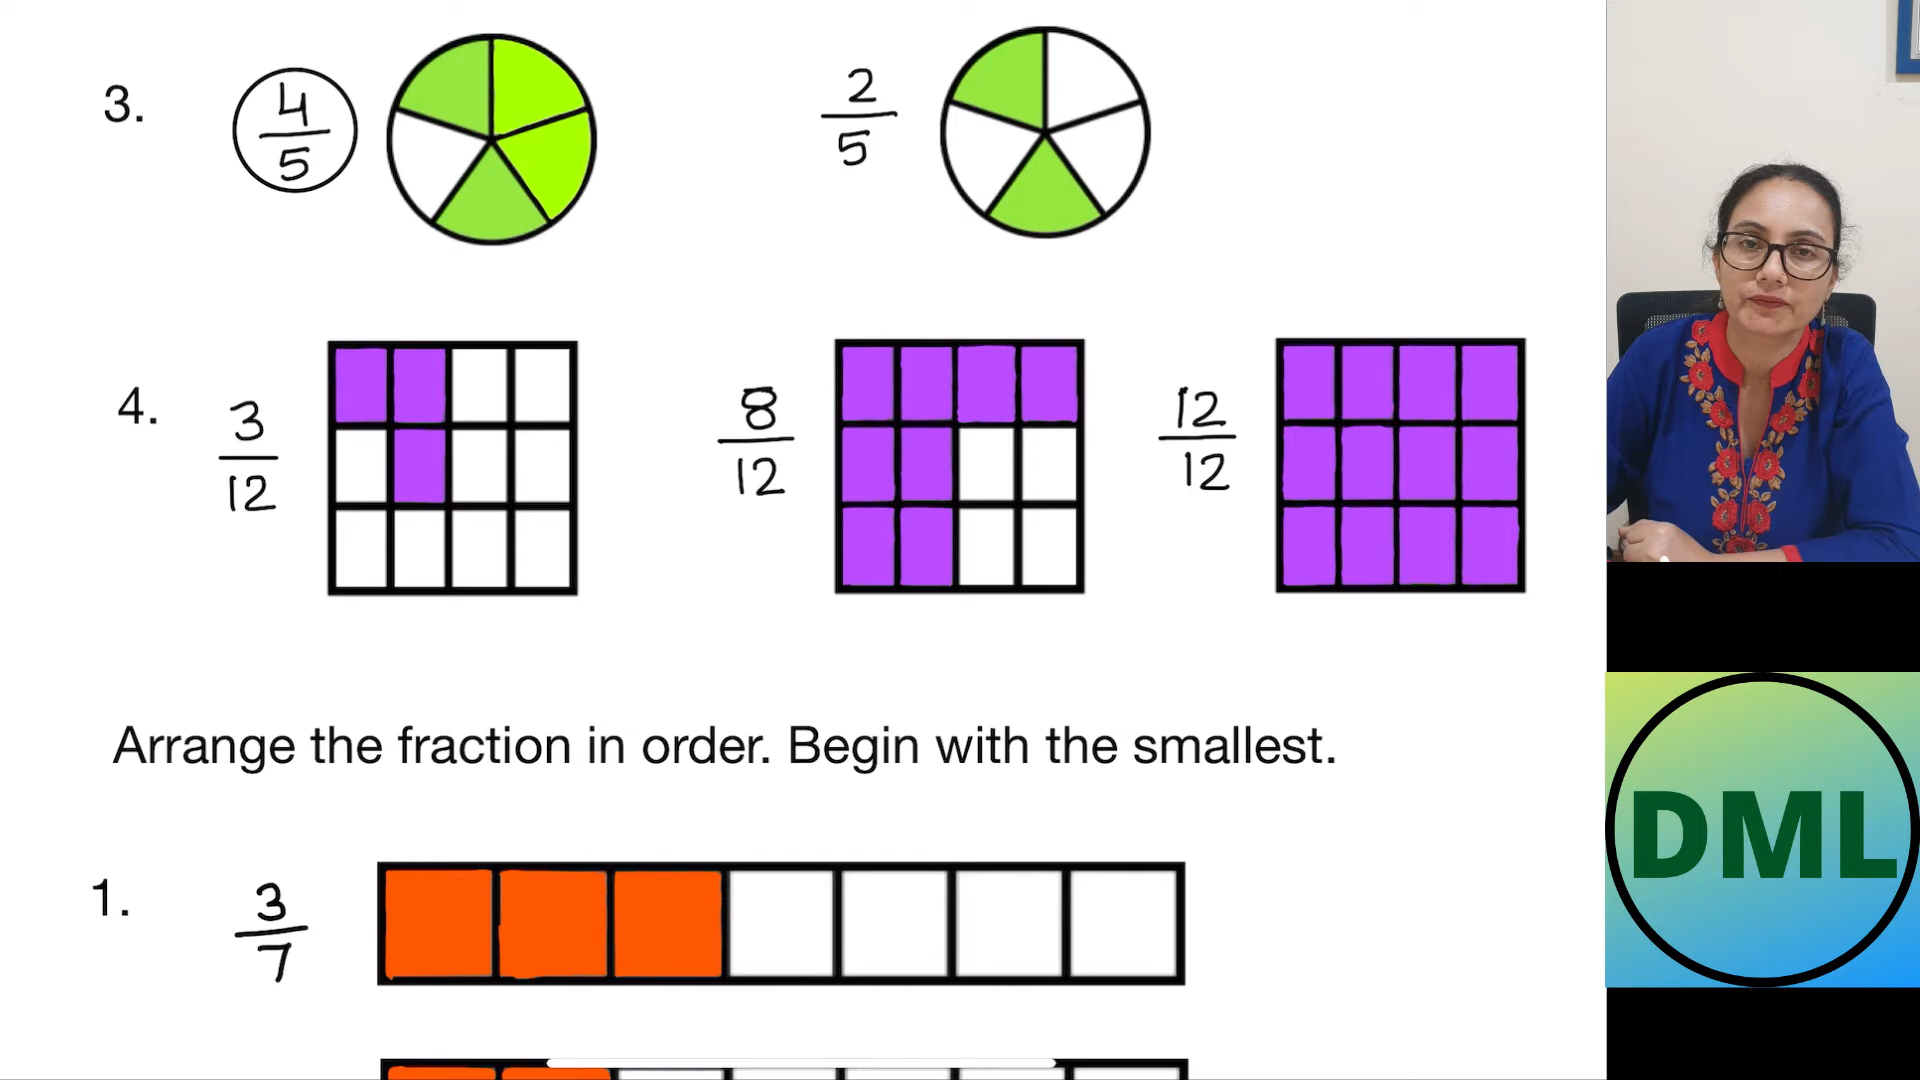 3. 4/5 2/5
4. 3/12 8/12 12/12
Arrange the fraction in order. Begin with the smallest.
1. 3/7
DML